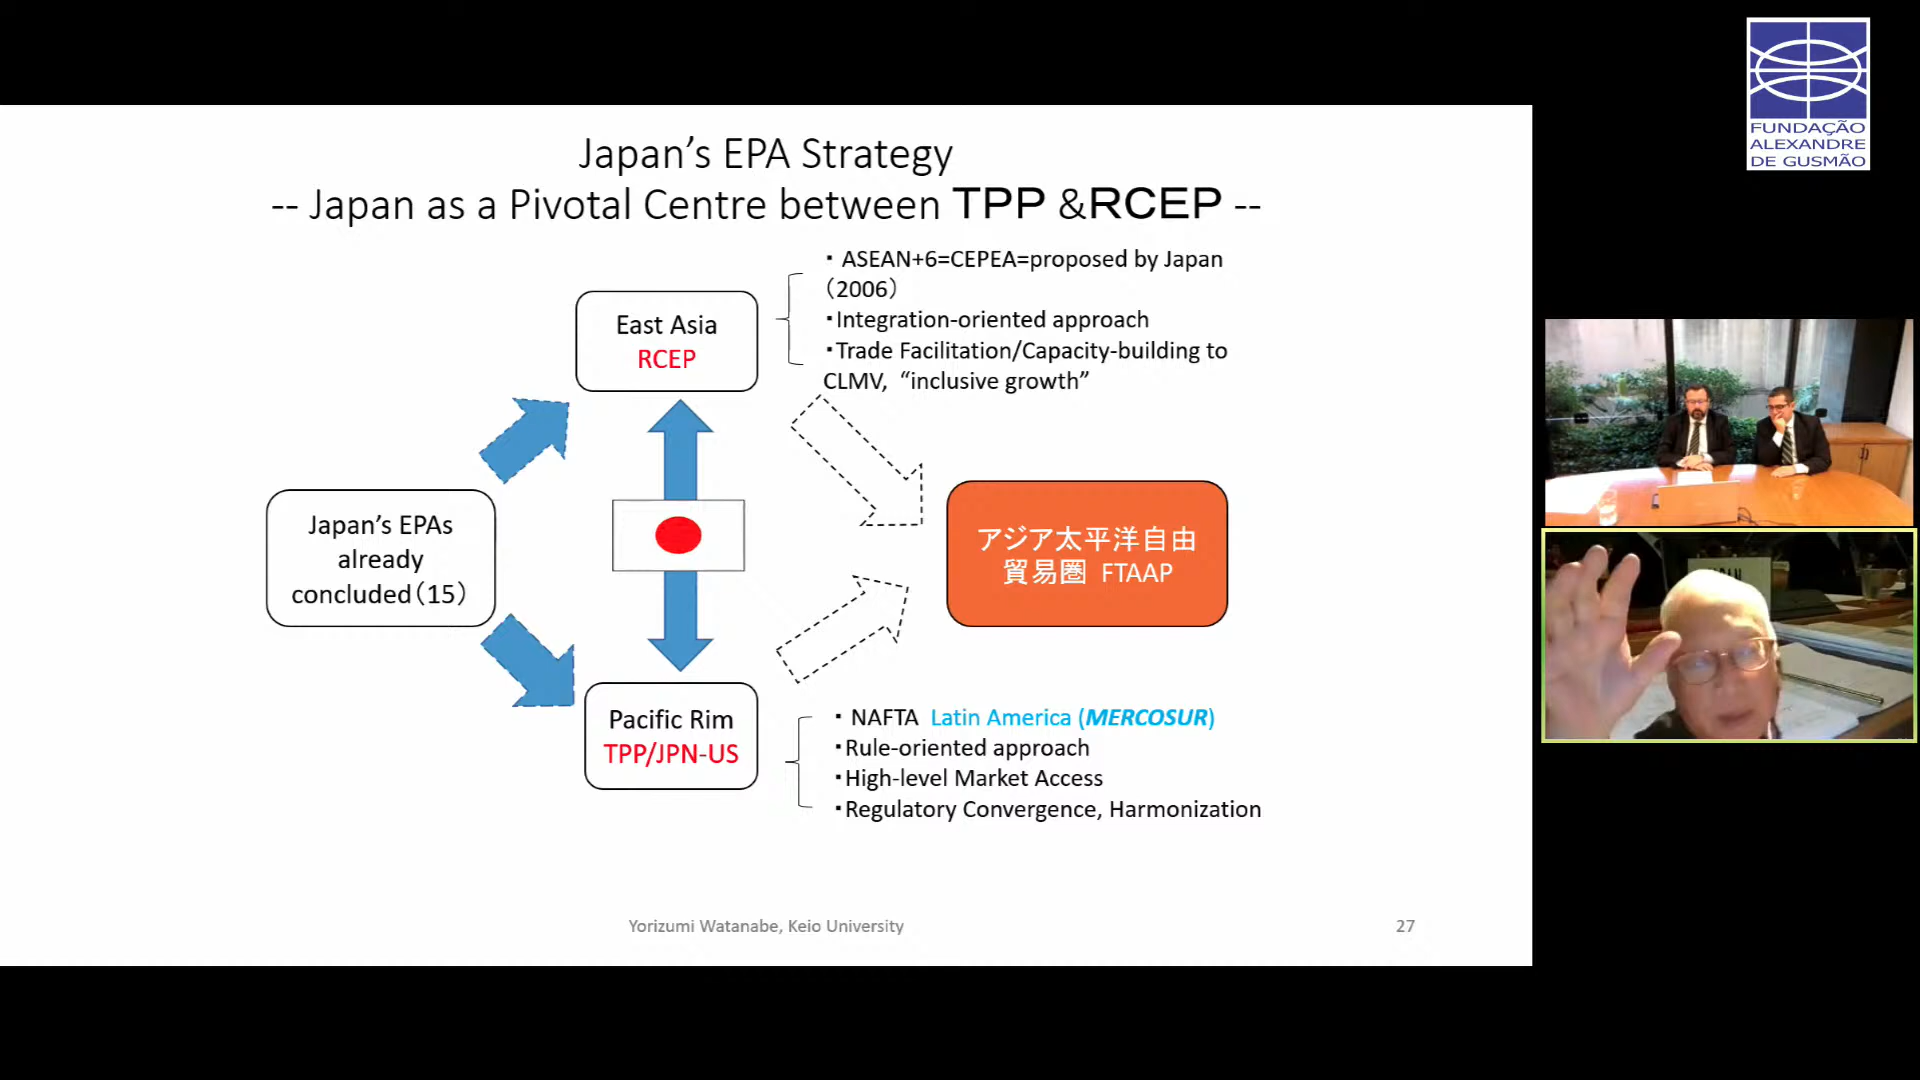 Japan’s EPA Strategy
-- Japan as a Pivotal Centre between TPP &RCEP --
・ ASEAN+6=CEPEA=proposed by Japan
（2006）
・Integration-oriented approach
・Trade Facilitation/Capacity-building to
CLMV, “inclusive growth”
East Asia
RCEP
Japan’s EPAs
already
concluded（15）
アジア太平洋自由
貿易圏 FTAAP
Pacific Rim
TPP/JPN-US
・ NAFTA Latin America (MERCOSUR)
・Rule-oriented approach
・High-level Market Access
・Regulatory Convergence, Harmonization
Yorizumi Watanabe, Keio University
27
FUNDAÇÃO
ALEXANDRE
DE GUSMÃO